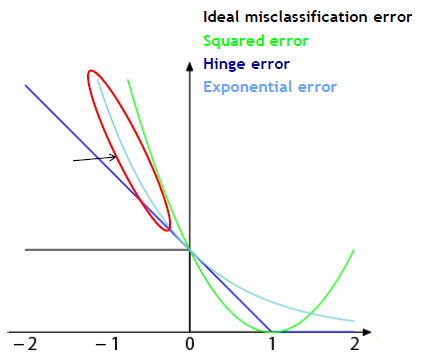 Ideal misclassification error
Squared error
Hinge error
Exponential error
−2 −1 0 1 2